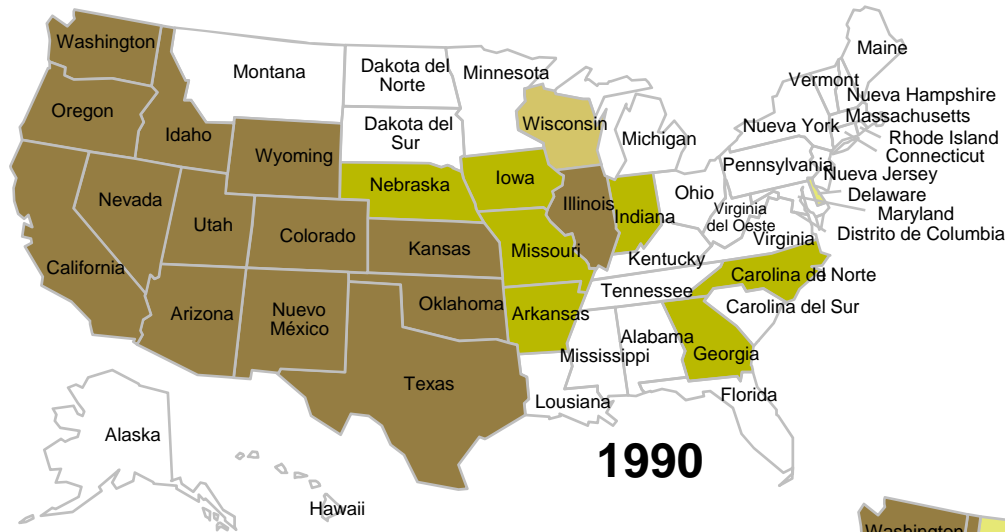 Washington
Montana
Dakota del
Norte
Minnesota
Maine
Vermont
Nueva Hampshire
Massachusetts
Oregon
Idaho
Wyoming
Dakota del
Sur
Wisconsin
Michigan
Nueva York
Rhode Island
Connecticut
Pennsylvania
Nueva Jersey
Delaware
Maryland
Distrito de Columbia
Nevada
Utah
Colorado
Nebraska
Iowa
Illinois
Indiana
Ohio
Virginia
del Oeste
Virginia
California
Kansas
Missouri
Kentucky
Carolina de Norte
Arizona
Nuevo
México
Oklahoma
Arkansas
Tennessee
Carolina del Sur
Texas
Mississippi
Alabama
Georgia
Lousiana
Florida
Alaska
Hawaii
1990
Washington